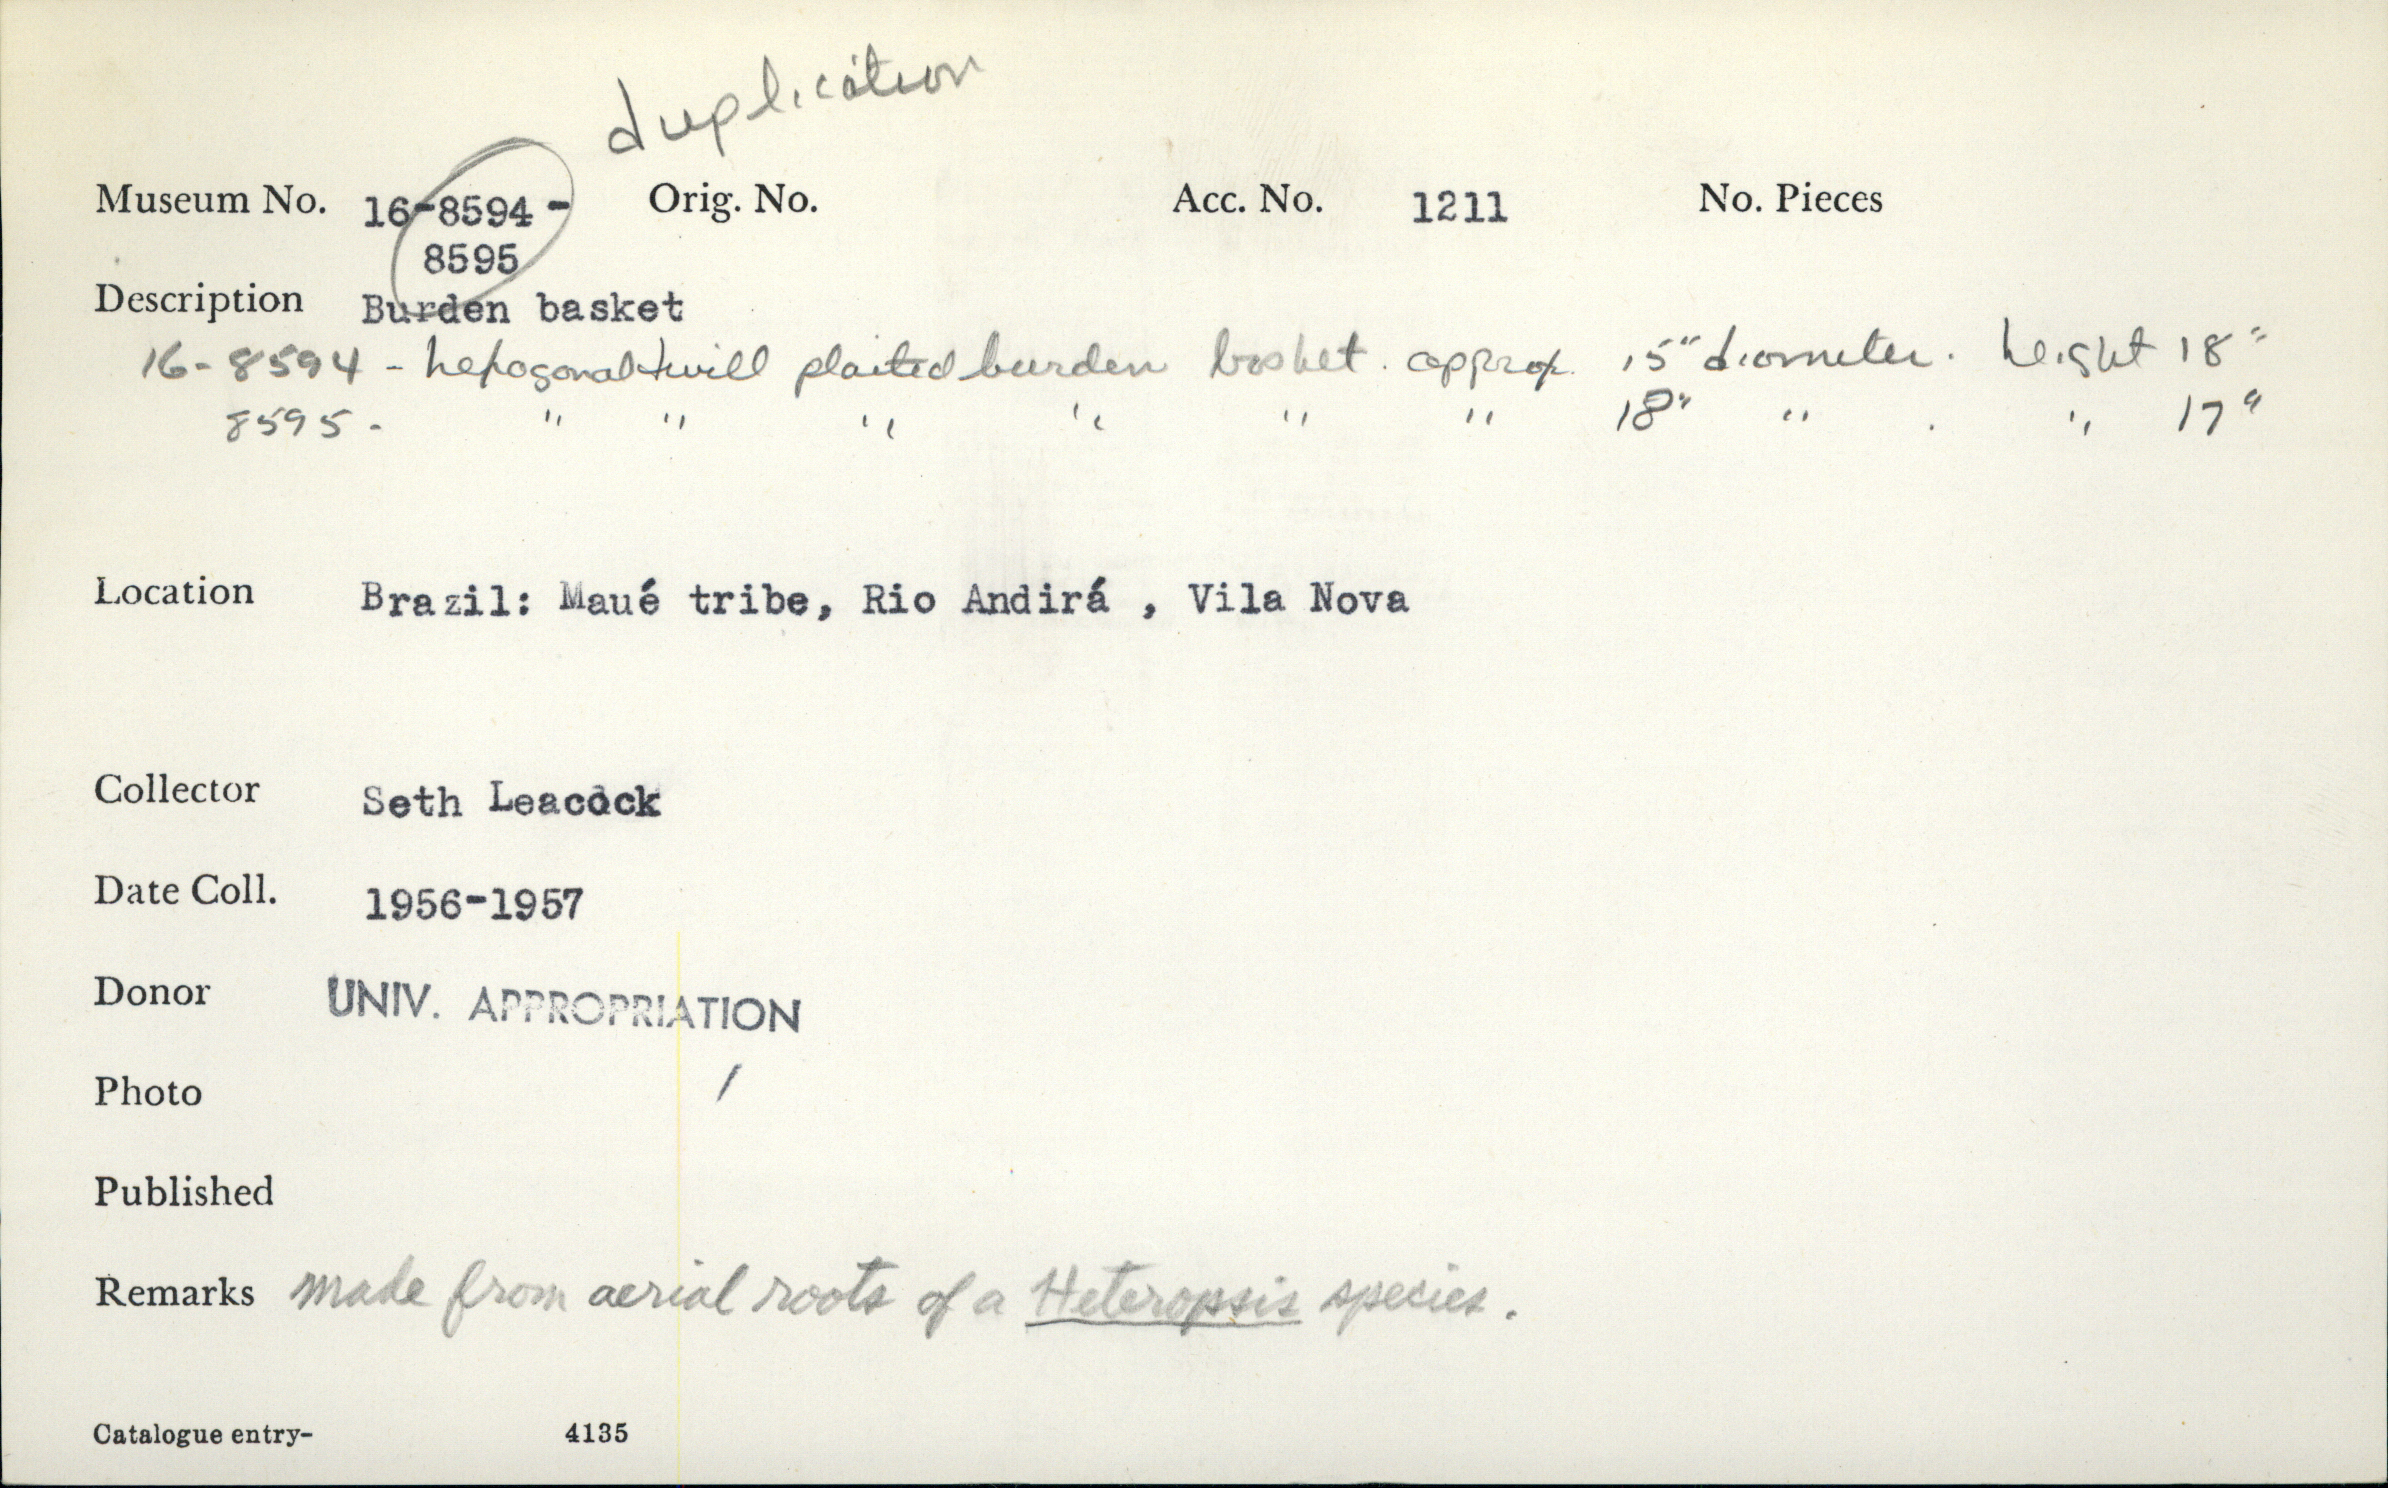 duplication
Museum No. 16-8594 - Orig. No. Acc. No. 1211 No. Pieces
8595
Description Burden basket
16-8594 - hexagonal twill plaited burden basket. approx. 15" diameter. height 18"
8595. " " " " " " 18" " . " 17"
Location Brazil: Maué tribe, Rio Andirá , Vila Nova
Collector Seth Leacock
Date Coll. 1956-1957
Donor UNIV. APPROPRIATION
Photo /
Published
Remarks made from aerial roots of a Heteropsis species.
Catalogue entry- 4135